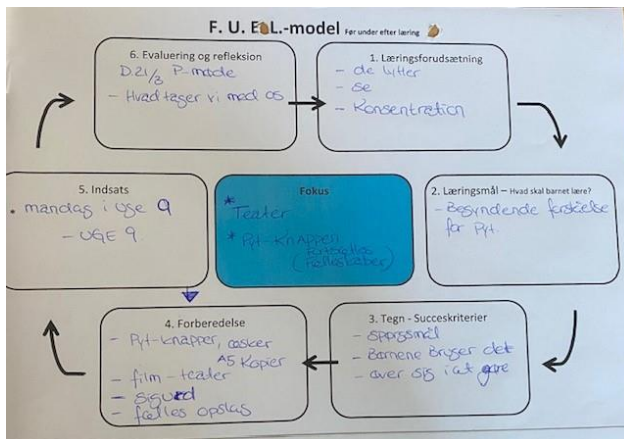 F. U. E L.-model Før under efter læring
6. Evaluering og refleksion
D.21/3 P-møde
- Hvad tager vi med os
1. Læringsforudsætning
- de lytter
- se
- Konsentration
5. Indsats
. mandag i uge 9
- UGE 9
Fokus
* Teater
* Pyt-Knappen
(Fællesskaber)
2. Læringsmål – Hvad skal barnet lære?
- Begyndende forståelse
for Pyt.
4. Forberedelse
- Pyt-knapper, æsker
A5 Kopier
- film - teater
- sigurd
- fælles opslag
3. Tegn - Succeskriterier
- spørgsmål
- Barnene Bruger det
- øver sig i at gøre